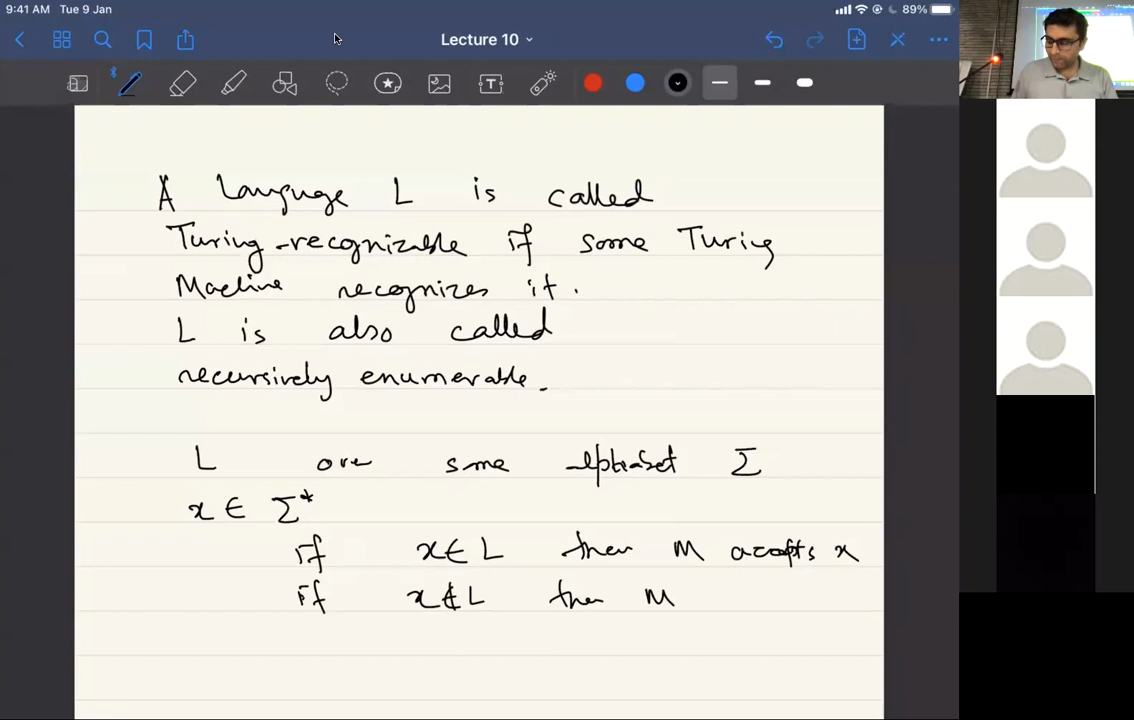 9:41 AM Tue 9 Jan
89%
Lecture 10
A language L is called
Turing-recognizable if some Turing
Machine recognizes it.
L is also called
recursively enumerable.
L over some alphabet Σ
x ∈ Σ*
if x ∈ L then M accepts x
if x ∉ L then M